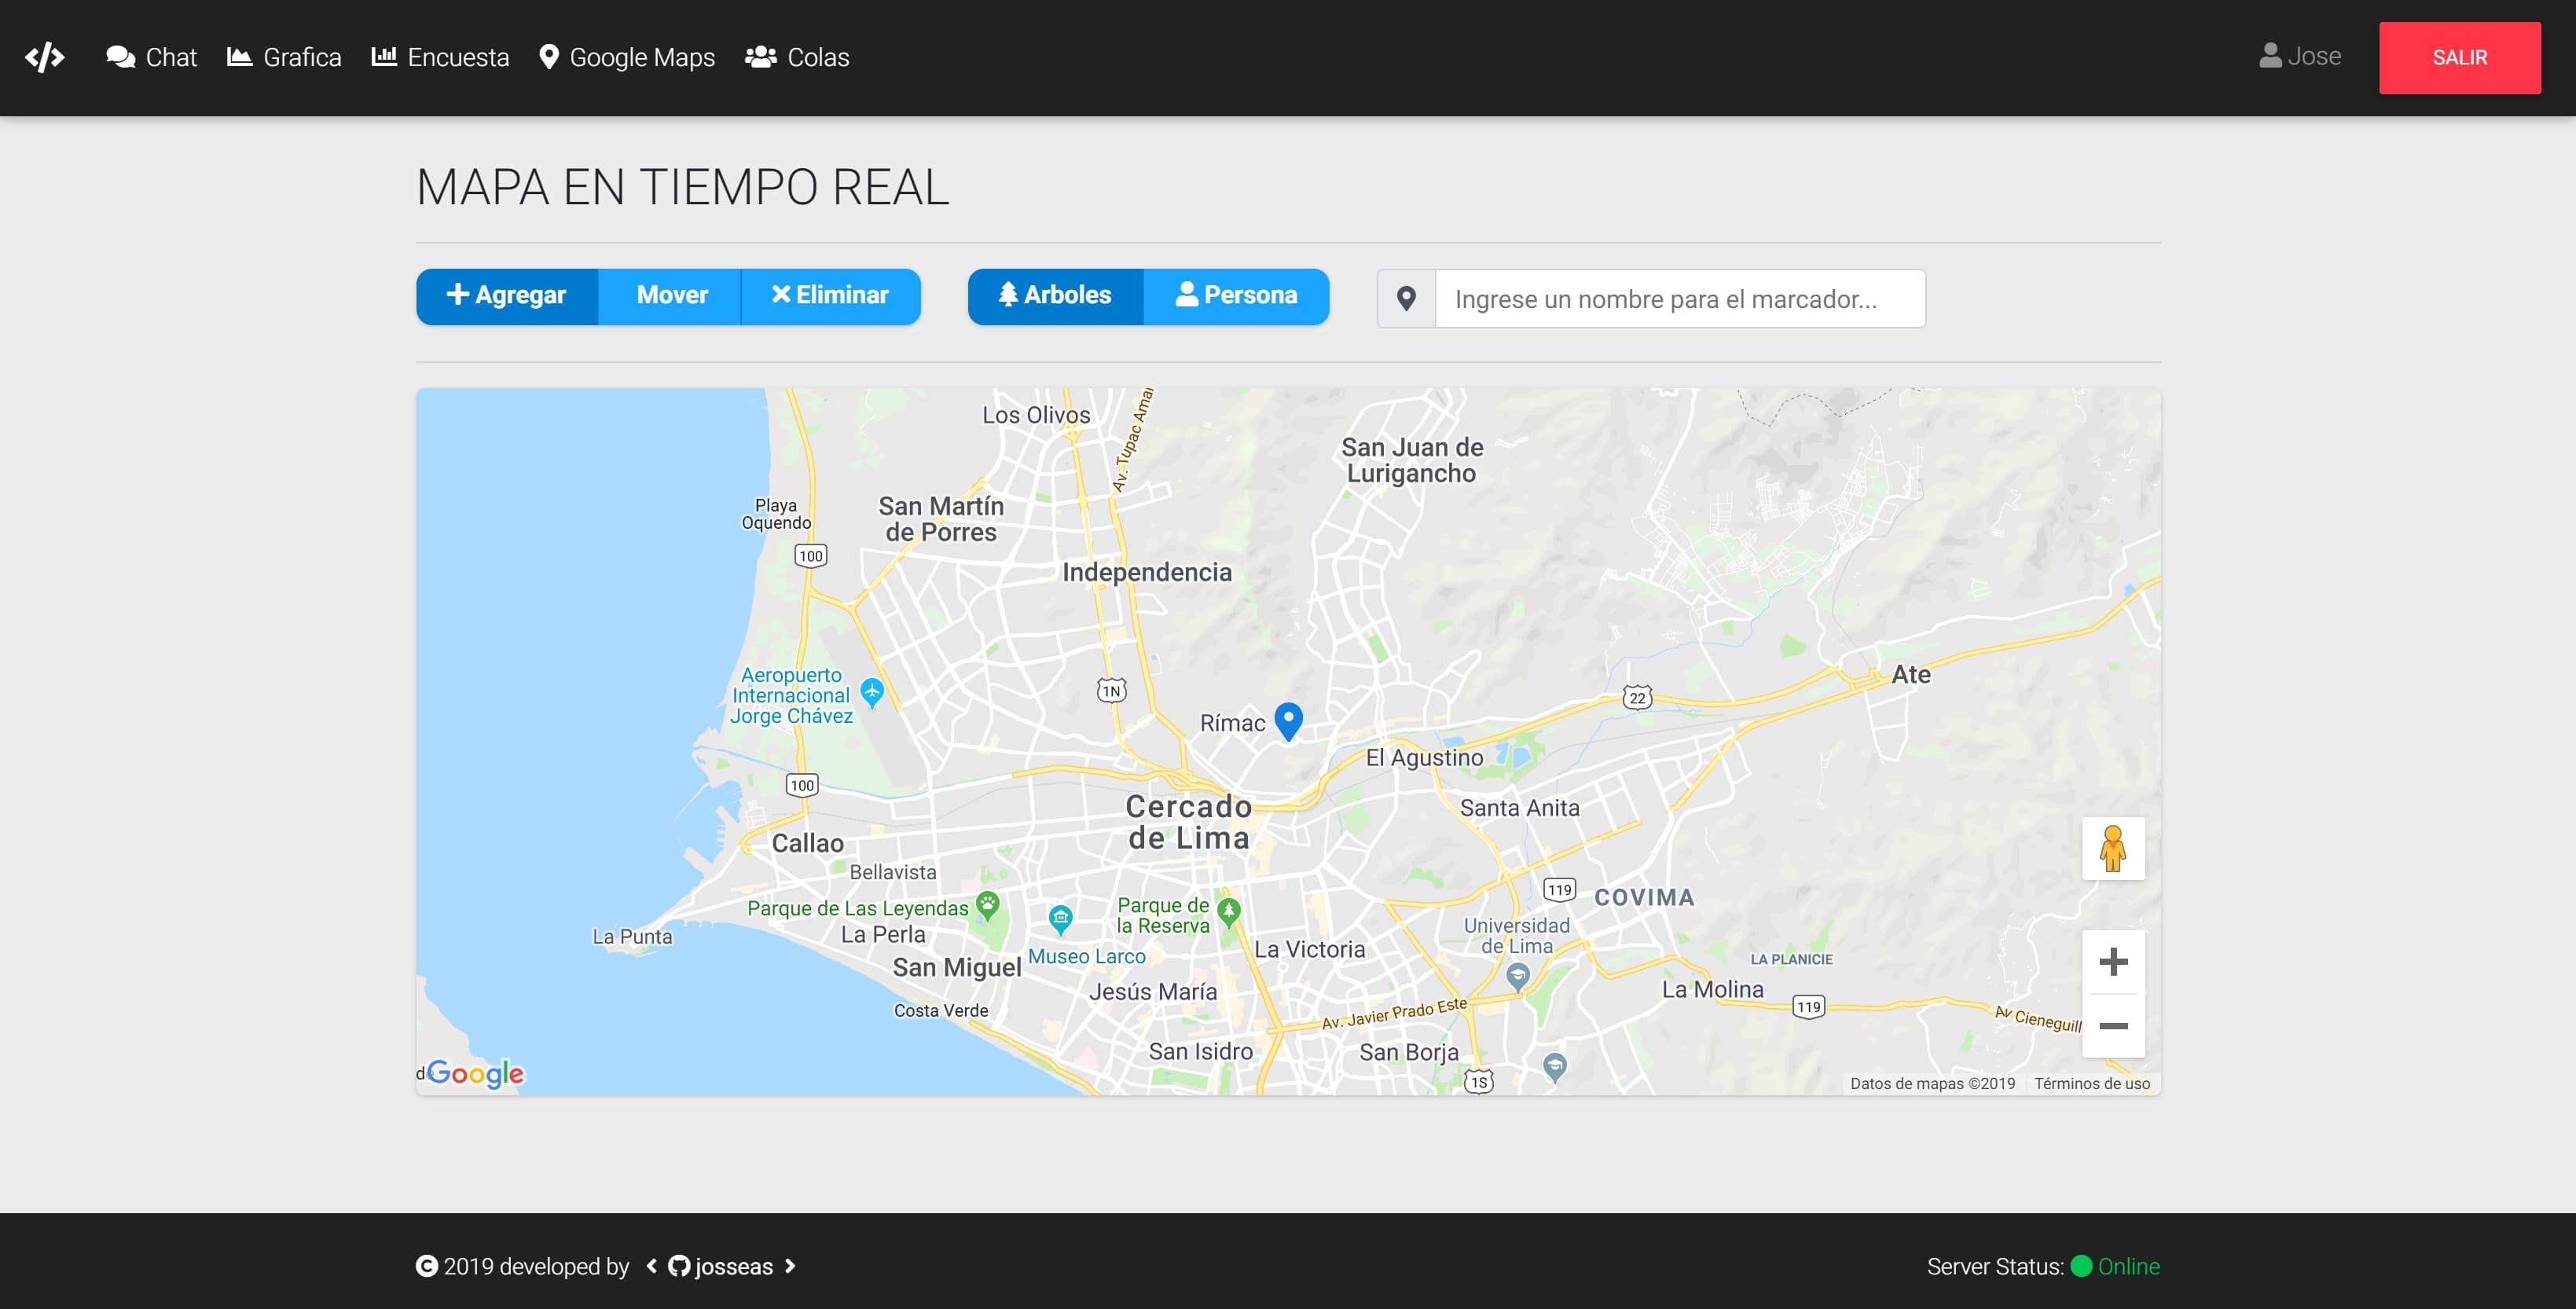 Chat Grafica Encuesta Google Maps Colas Jose SALIR
MAPA EN TIEMPO REAL
Agregar Mover Eliminar Arboles Persona Ingrese un nombre para el marcador...
Los Olivos
Av. Tupac Amar
San Juan de
Lurigancho
San Martín
de Porres
Playa
Oquendo
100
Independencia
Aeropuerto
Internacional
Jorge Chávez
1N
22
Ate
Rímac
El Agustino
100
Cercado
de Lima
Santa Anita
Callao
Bellavista
119
COVIMA
Parque de Las Leyendas
Parque de
la Reserva
Universidad
de Lima
La Punta
La Perla
La Victoria
Museo Larco
LA PLANICIE
San Miguel
Jesús María
La Molina
119
Costa Verde
Av. Javier Prado Este
Av Cieneguill
San Isidro
San Borja
1S
d
Google
Datos de mapas ©2019 Términos de uso
© 2019 developed by < josseas > Server Status: Online